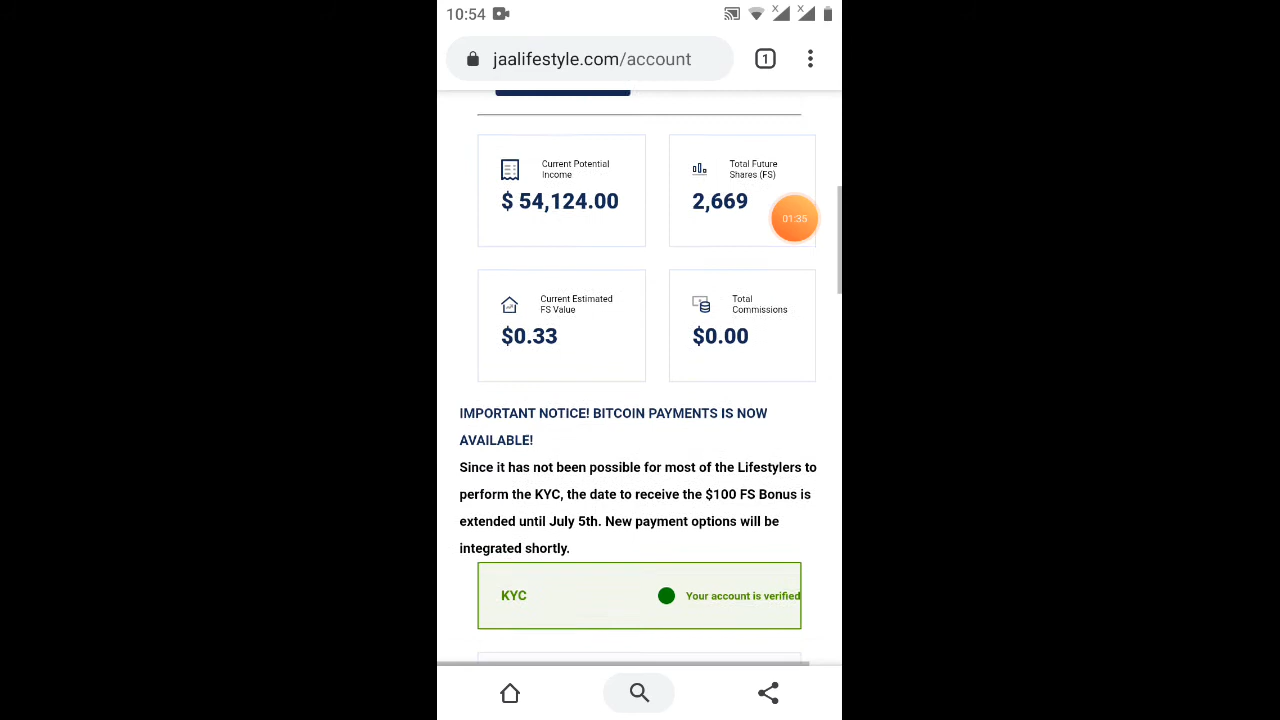 10:54
jaalifestyle.com/account
1
Current Potential
Income
$ 54,124.00
Total Future
Shares (FS)
2,669
01:35
Current Estimated
FS Value
$0.33
Total
Commissions
$0.00
IMPORTANT NOTICE! BITCOIN PAYMENTS IS NOW
AVAILABLE!
Since it has not been possible for most of the Lifestylers to
perform the KYC, the date to receive the $100 FS Bonus is
extended until July 5th. New payment options will be
integrated shortly.
KYC
Your account is verified